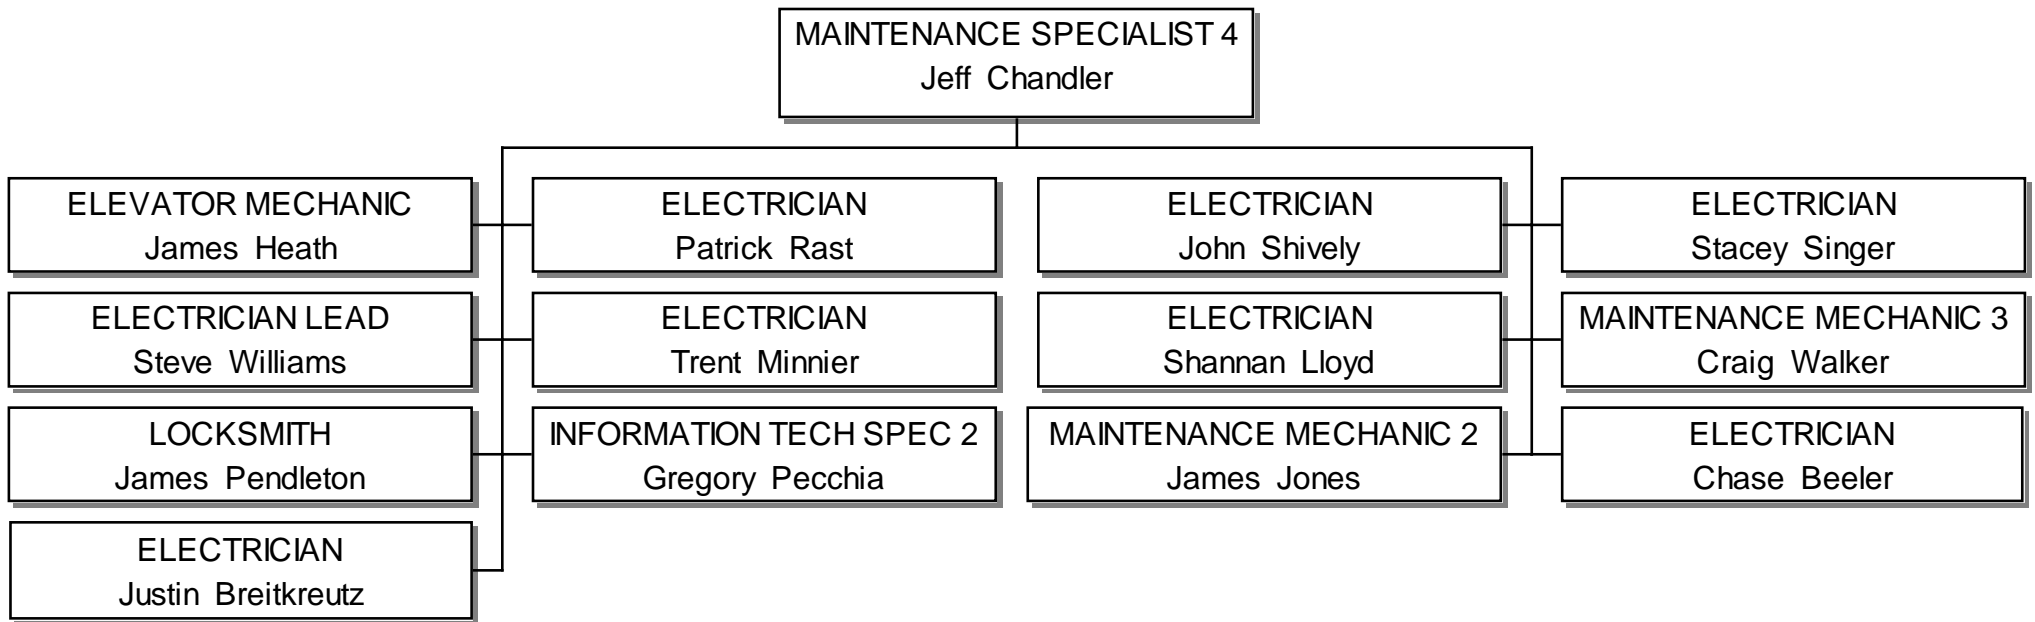 MAINTENANCE SPECIALIST 4
Jeff Chandler
ELEVATOR MECHANIC
James Heath
ELECTRICIAN
Patrick Rast
ELECTRICIAN
John Shively
ELECTRICIAN
Stacey Singer
ELECTRICIAN LEAD
Steve Williams
ELECTRICIAN
Trent Minnier
ELECTRICIAN
Shannan Lloyd
MAINTENANCE MECHANIC 3
Craig Walker
LOCKSMITH
James Pendleton
INFORMATION TECH SPEC 2
Gregory Pecchia
MAINTENANCE MECHANIC 2
James Jones
ELECTRICIAN
Chase Beeler
ELECTRICIAN
Justin Breitkreutz